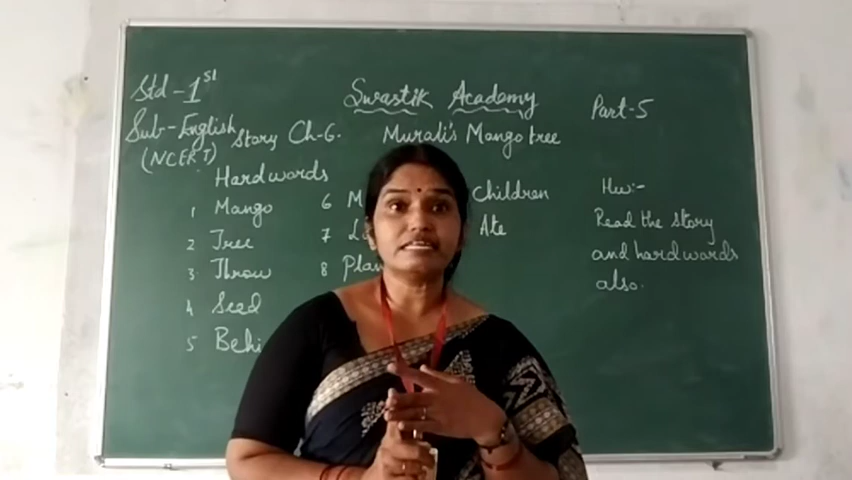 Std - 1st
Swastik Academy
Part-5
Sub - English
(NCERT)
Story Ch-6.
Murali's Mango tree
Hardwords
1 Mango
2 Tree
3 Throw
4 Seed
5
6
7
8
Children
Ate
Hw:-
Read the story
and hardwords
also.